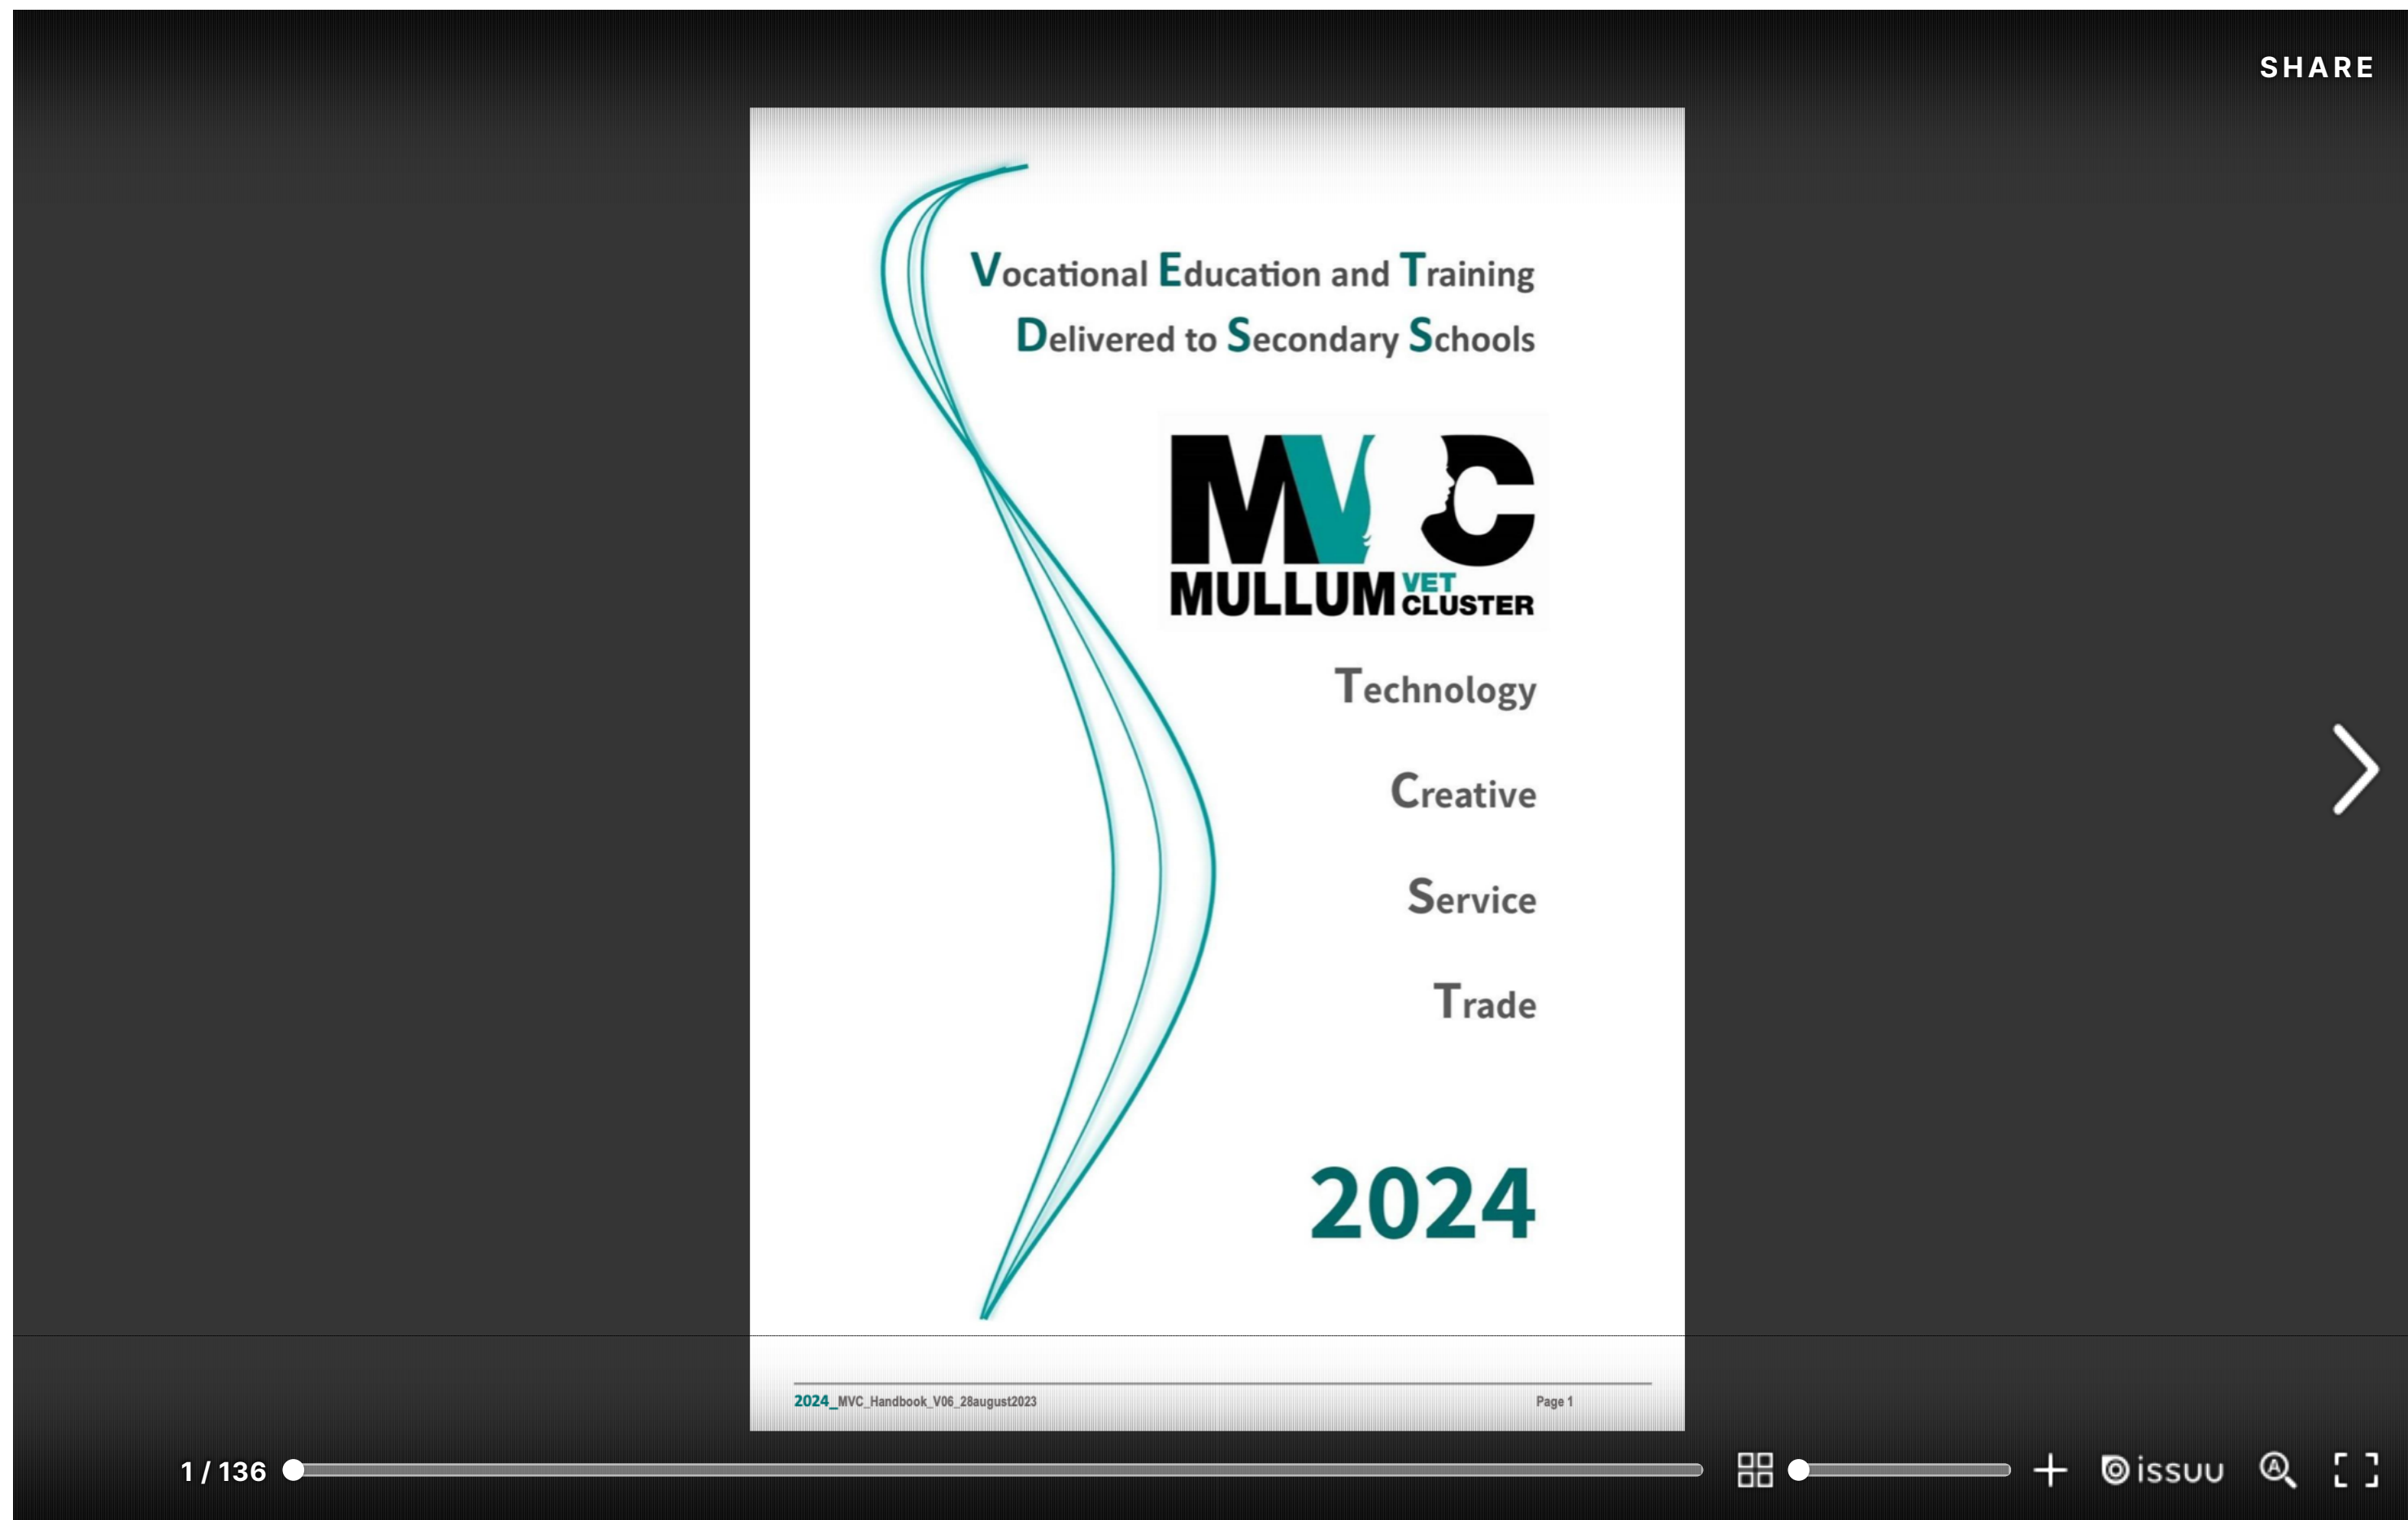 SHARE
Vocational Education and Training
Delivered to Secondary Schools
MVC
MULLUM VET CLUSTER
Technology
Creative
Service
Trade
2024
2024_MVC_Handbook_V06_28august2023 Page 1
1 / 136
issuu